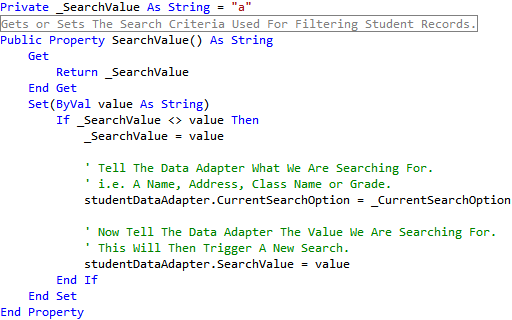 Private _SearchValue As String = "a"
Gets or Sets The Search Criteria Used For Filtering Student Records.
Public Property SearchValue() As String
    Get
        Return _SearchValue
    End Get
    Set(ByVal value As String)
        If _SearchValue <> value Then
            _SearchValue = value

            ' Tell The Data Adapter What We Are Searching For.
            ' i.e. A Name, Address, Class Name or Grade.
            studentDataAdapter.CurrentSearchOption = _CurrentSearchOption

            ' Now Tell The Data Adapter The Value We Are Searching For.
            ' This Will Then Trigger A New Search.
            studentDataAdapter.SearchValue = value
        End If
    End Set
End Property